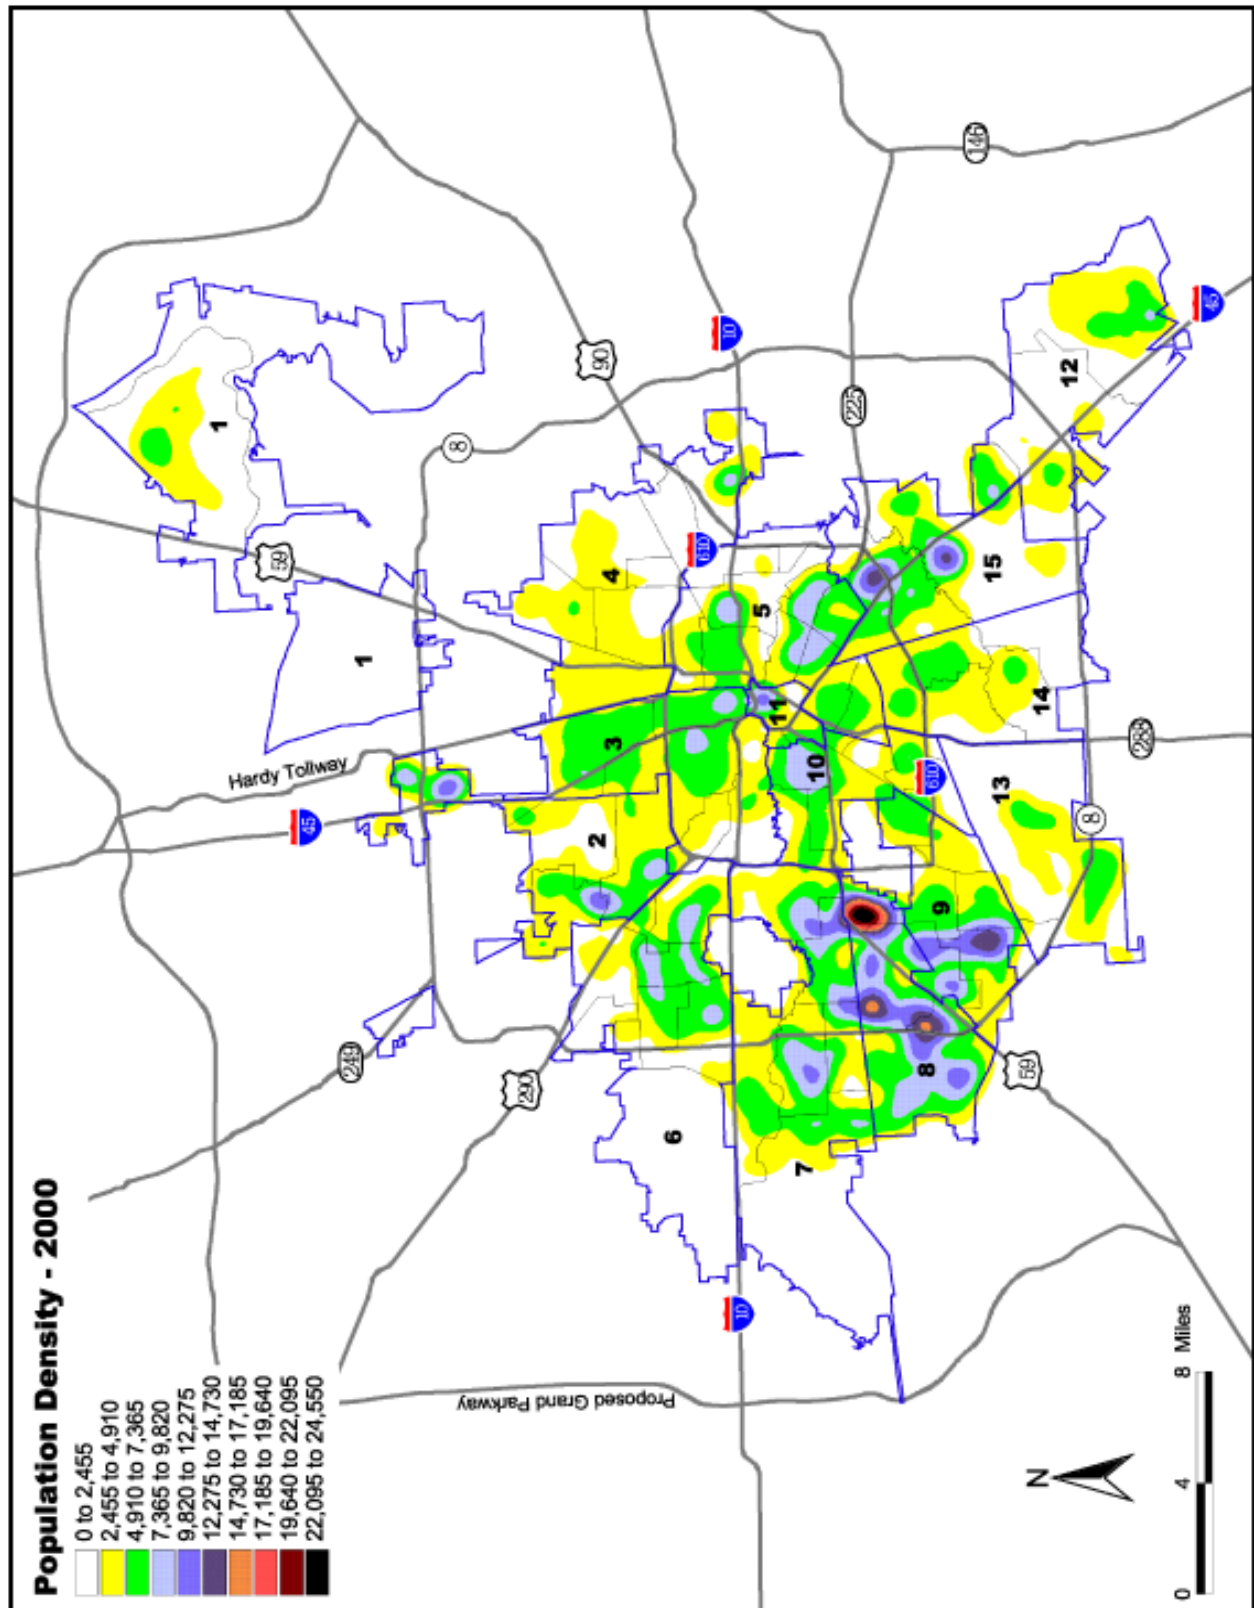 Population Density - 2000
0 to 2,455
2,455 to 4,910
4,910 to 7,365
7,365 to 9,820
9,820 to 12,275
12,275 to 14,730
14,730 to 17,185
17,185 to 19,640
19,640 to 22,095
22,095 to 24,550
249
290
45
Hardy Tollway
59
8
90
1
1
2
3
4
5
6
7
8
9
10
11
12
13
14
15
10
10
610
610
225
146
45
288
8
59
Proposed Grand Parkway
N
0
4
8
Miles